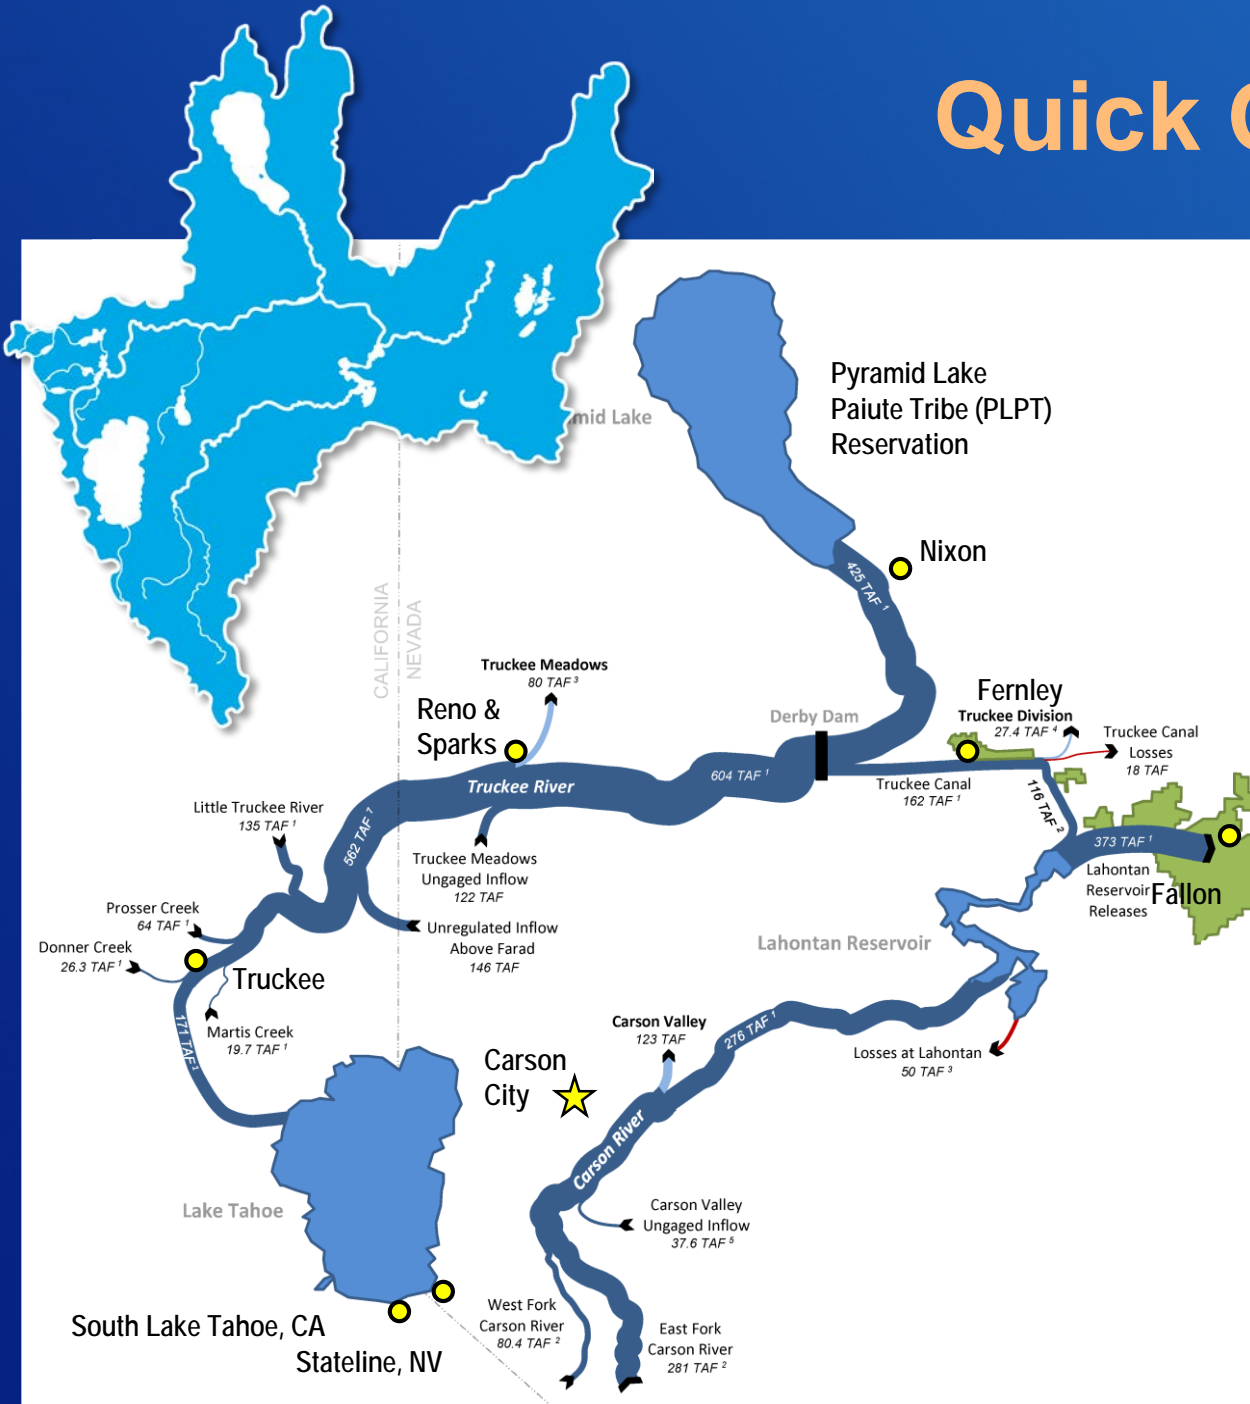 Quick
mid Lake
Pyramid Lake
Paiute Tribe (PLPT)
Reservation
Nixon
425 TAF 1
CALIFORNIA
NEVADA
Truckee Meadows
80 TAF 3
Reno &
Sparks
Derby Dam
Fernley
Truckee Division
27.4 TAF 4
Truckee Canal
Losses
18 TAF
604 TAF 1
Truckee River
Truckee Canal
162 TAF 1
116 TAF 2
Little Truckee River
135 TAF 1
562 TAF 1
373 TAF 1
Truckee Meadows
Ungaged Inflow
122 TAF
Lahontan
Reservoir
Releases
Fallon
Prosser Creek
64 TAF 1
Unregulated Inflow
Above Farad
146 TAF
Donner Creek
26.3 TAF 1
Lahontan Reservoir
Truckee
Martis Creek
19.7 TAF 1
171 TAF 1
Carson Valley
123 TAF
276 TAF 1
Losses at Lahontan
50 TAF 3
Carson
City
Carson River
Lake Tahoe
Carson Valley
Ungaged Inflow
37.6 TAF 5
West Fork
Carson River
80.4 TAF 2
East Fork
Carson River
281 TAF 2
South Lake Tahoe, CA
Stateline, NV